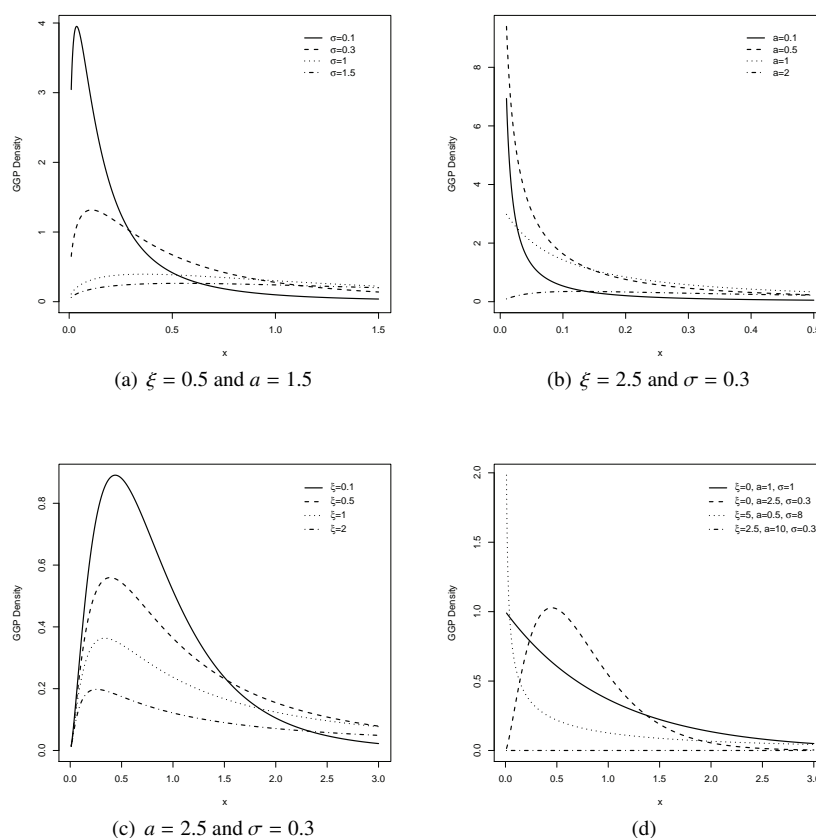 GGP Density
4
3
2
1
0
σ=0.1
σ=0.3
σ=1
σ=1.5
0.0 0.5 1.0 1.5
x
(a) ξ = 0.5 and a = 1.5
GGP Density
8
6
4
2
0
a=0.1
a=0.5
a=1
a=2
0.0 0.1 0.2 0.3 0.4 0.5
x
(b) ξ = 2.5 and σ = 0.3
GGP Density
0.8
0.6
0.4
0.2
0.0
ξ=0.1
ξ=0.5
ξ=1
ξ=2
0.0 0.5 1.0 1.5 2.0 2.5 3.0
x
(c) a = 2.5 and σ = 0.3
GGP Density
2.0
1.5
1.0
0.5
0.0
ξ=0, a=1, σ=1
ξ=0, a=2.5, σ=0.3
ξ=5, a=0.5, σ=8
ξ=2.5, a=10, σ=0.3
0.0 0.5 1.0 1.5 2.0 2.5 3.0
x
(d)